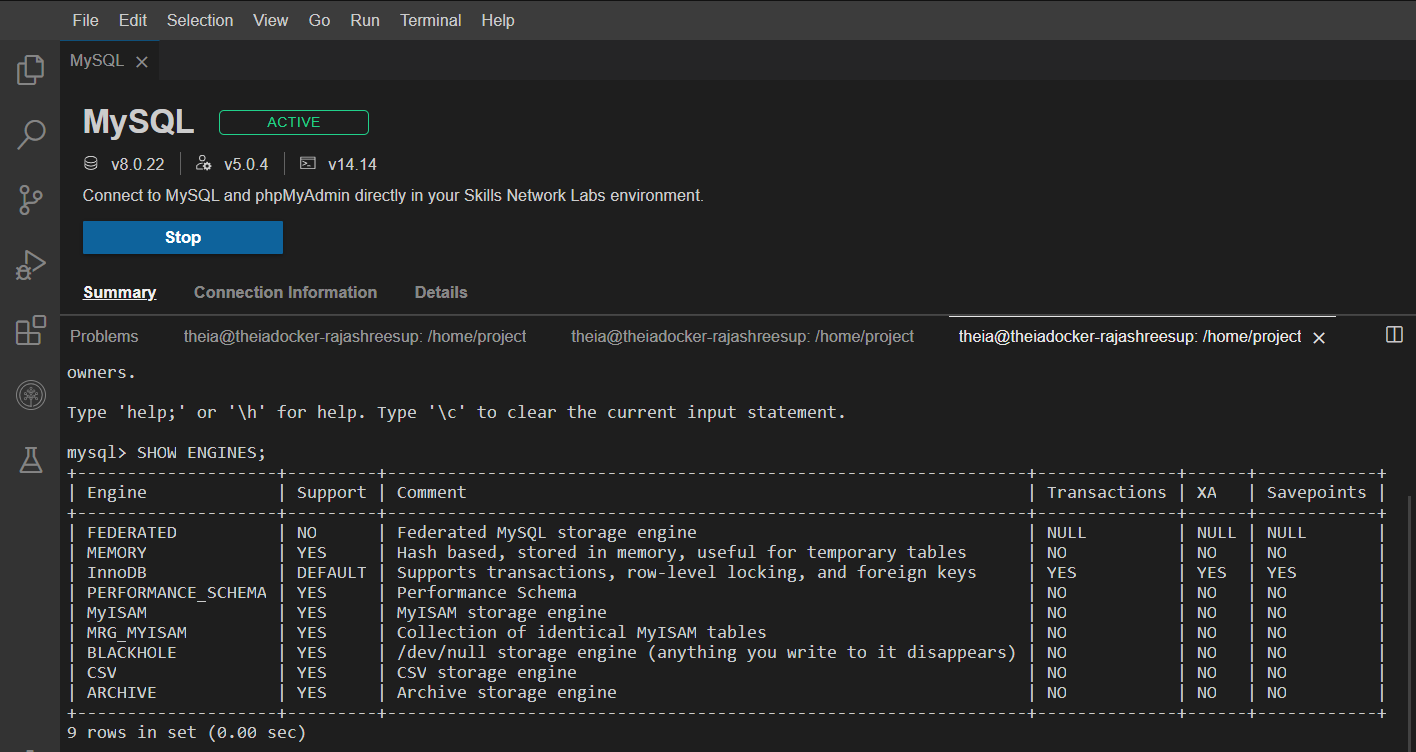 File Edit Selection View Go Run Terminal Help
MySQL
MySQL ACTIVE
v8.0.22 v5.0.4 v14.14
Connect to MySQL and phpMyAdmin directly in your Skills Network Labs environment.
Stop
Summary Connection Information Details
Problems theia@theiadocker-rajashreesup: /home/project theia@theiadocker-rajashreesup: /home/project theia@theiadocker-rajashreesup: /home/project
owners.
Type 'help;' or '\h' for help. Type '\c' to clear the current input statement.
mysql> SHOW ENGINES;
+--------------------+---------+----------------------------------------------------------------+--------------+------+------------+
| Engine             | Support | Comment                                                        | Transactions | XA   | Savepoints |
+--------------------+---------+----------------------------------------------------------------+--------------+------+------------+
| FEDERATED          | NO      | Federated MySQL storage engine                                 | NULL         | NULL | NULL       |
| MEMORY             | YES     | Hash based, stored in memory, useful for temporary tables      | NO           | NO   | NO         |
| InnoDB             | DEFAULT | Supports transactions, row-level locking, and foreign keys     | YES          | YES  | YES        |
| PERFORMANCE_SCHEMA | YES     | Performance Schema                                             | NO           | NO   | NO         |
| MyISAM             | YES     | MyISAM storage engine                                          | NO           | NO   | NO         |
| MRG_MYISAM         | YES     | Collection of identical MyISAM tables                          | NO           | NO   | NO         |
| BLACKHOLE          | YES     | /dev/null storage engine (anything you write to it disappears) | NO           | NO   | NO         |
| CSV                | YES     | CSV storage engine                                             | NO           | NO   | NO         |
| ARCHIVE            | YES     | Archive storage engine                                         | NO           | NO   | NO         |
+--------------------+---------+----------------------------------------------------------------+--------------+------+------------+
9 rows in set (0.00 sec)